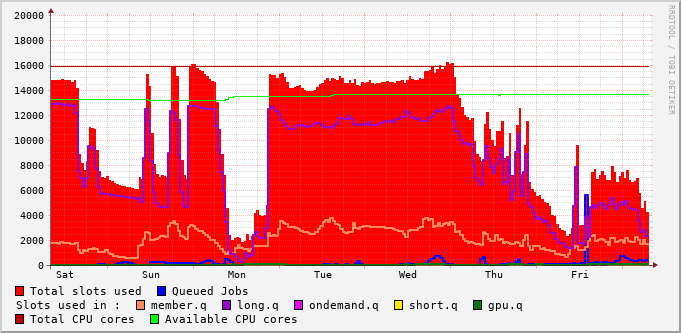 20000
18000
16000
14000
12000
10000
8000
6000
4000
2000
0
Sat Sun Mon Tue Wed Thu Fri
RRDTOOL / TOBI OETIKER
Total slots used Queued Jobs
Slots used in : member.q long.q ondemand.q short.q gpu.q
Total CPU cores Available CPU cores